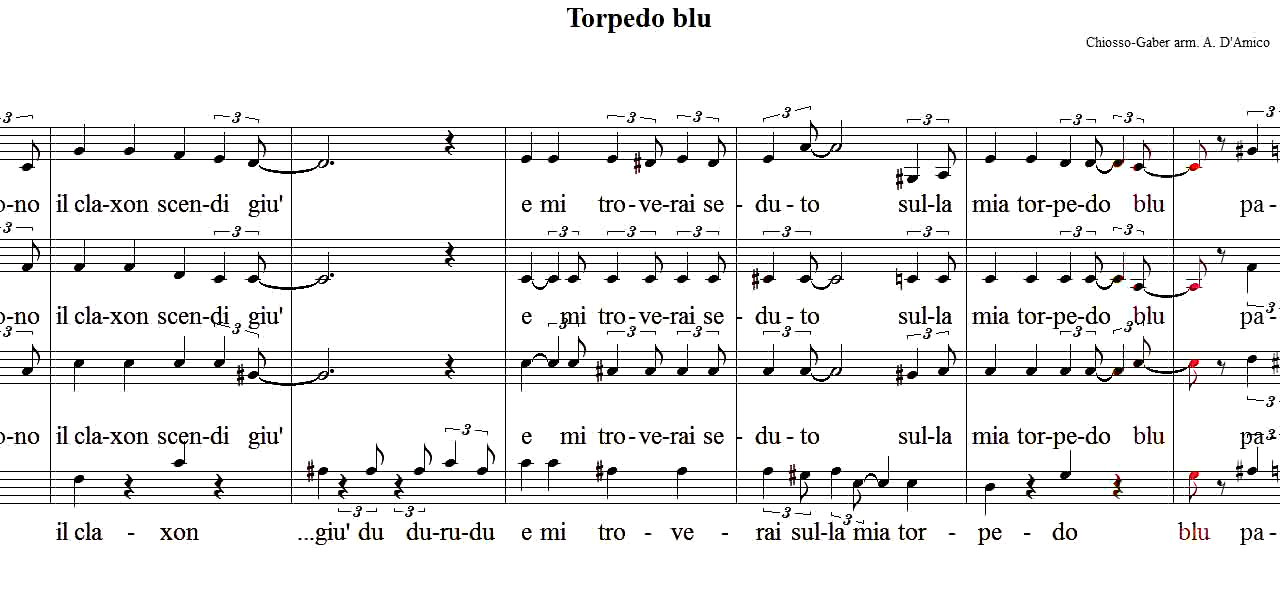 Torpedo blu
Chiosso-Gaber arm. A. D'Amico
o-no il cla-xon scen-di giu' e mi tro-ve-rai se - du-to sul-la mia tor-pe-do blu pa-
o-no il cla-xon scen-di giu' e mi tro-ve-rai se - du-to sul-la mia tor-pe-do blu pa-
o-no il cla-xon scen-di giu' e mi tro-ve-rai se - du-to sul-la mia tor-pe-do blu pa-
il cla - xon ...giu' du du-ru-du e mi tro - ve - rai sul-la mia tor - pe - do blu pa-